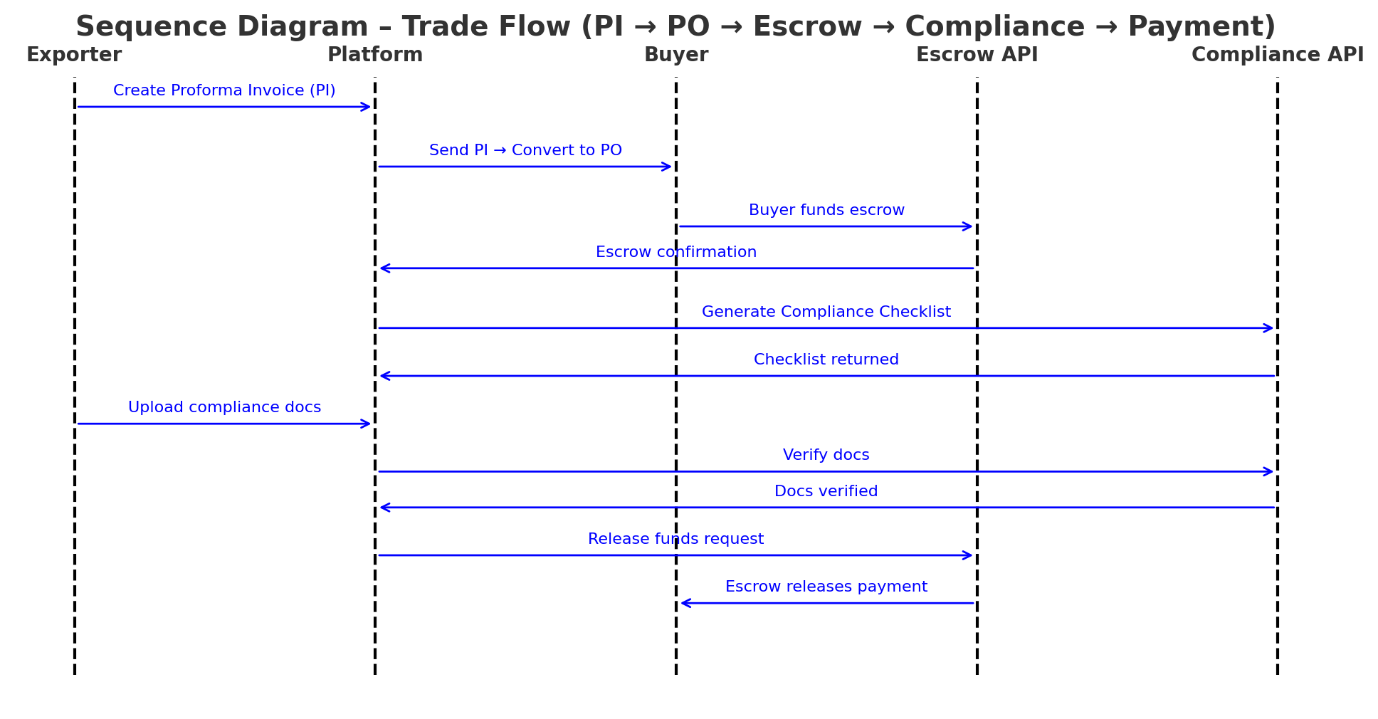 Sequence Diagram – Trade Flow (PI → PO → Escrow → Compliance → Payment)
Exporter Platform Buyer Escrow API Compliance API
Create Proforma Invoice (PI)
Send PI → Convert to PO
Buyer funds escrow
Escrow confirmation
Generate Compliance Checklist
Checklist returned
Upload compliance docs
Verify docs
Docs verified
Release funds request
Escrow releases payment